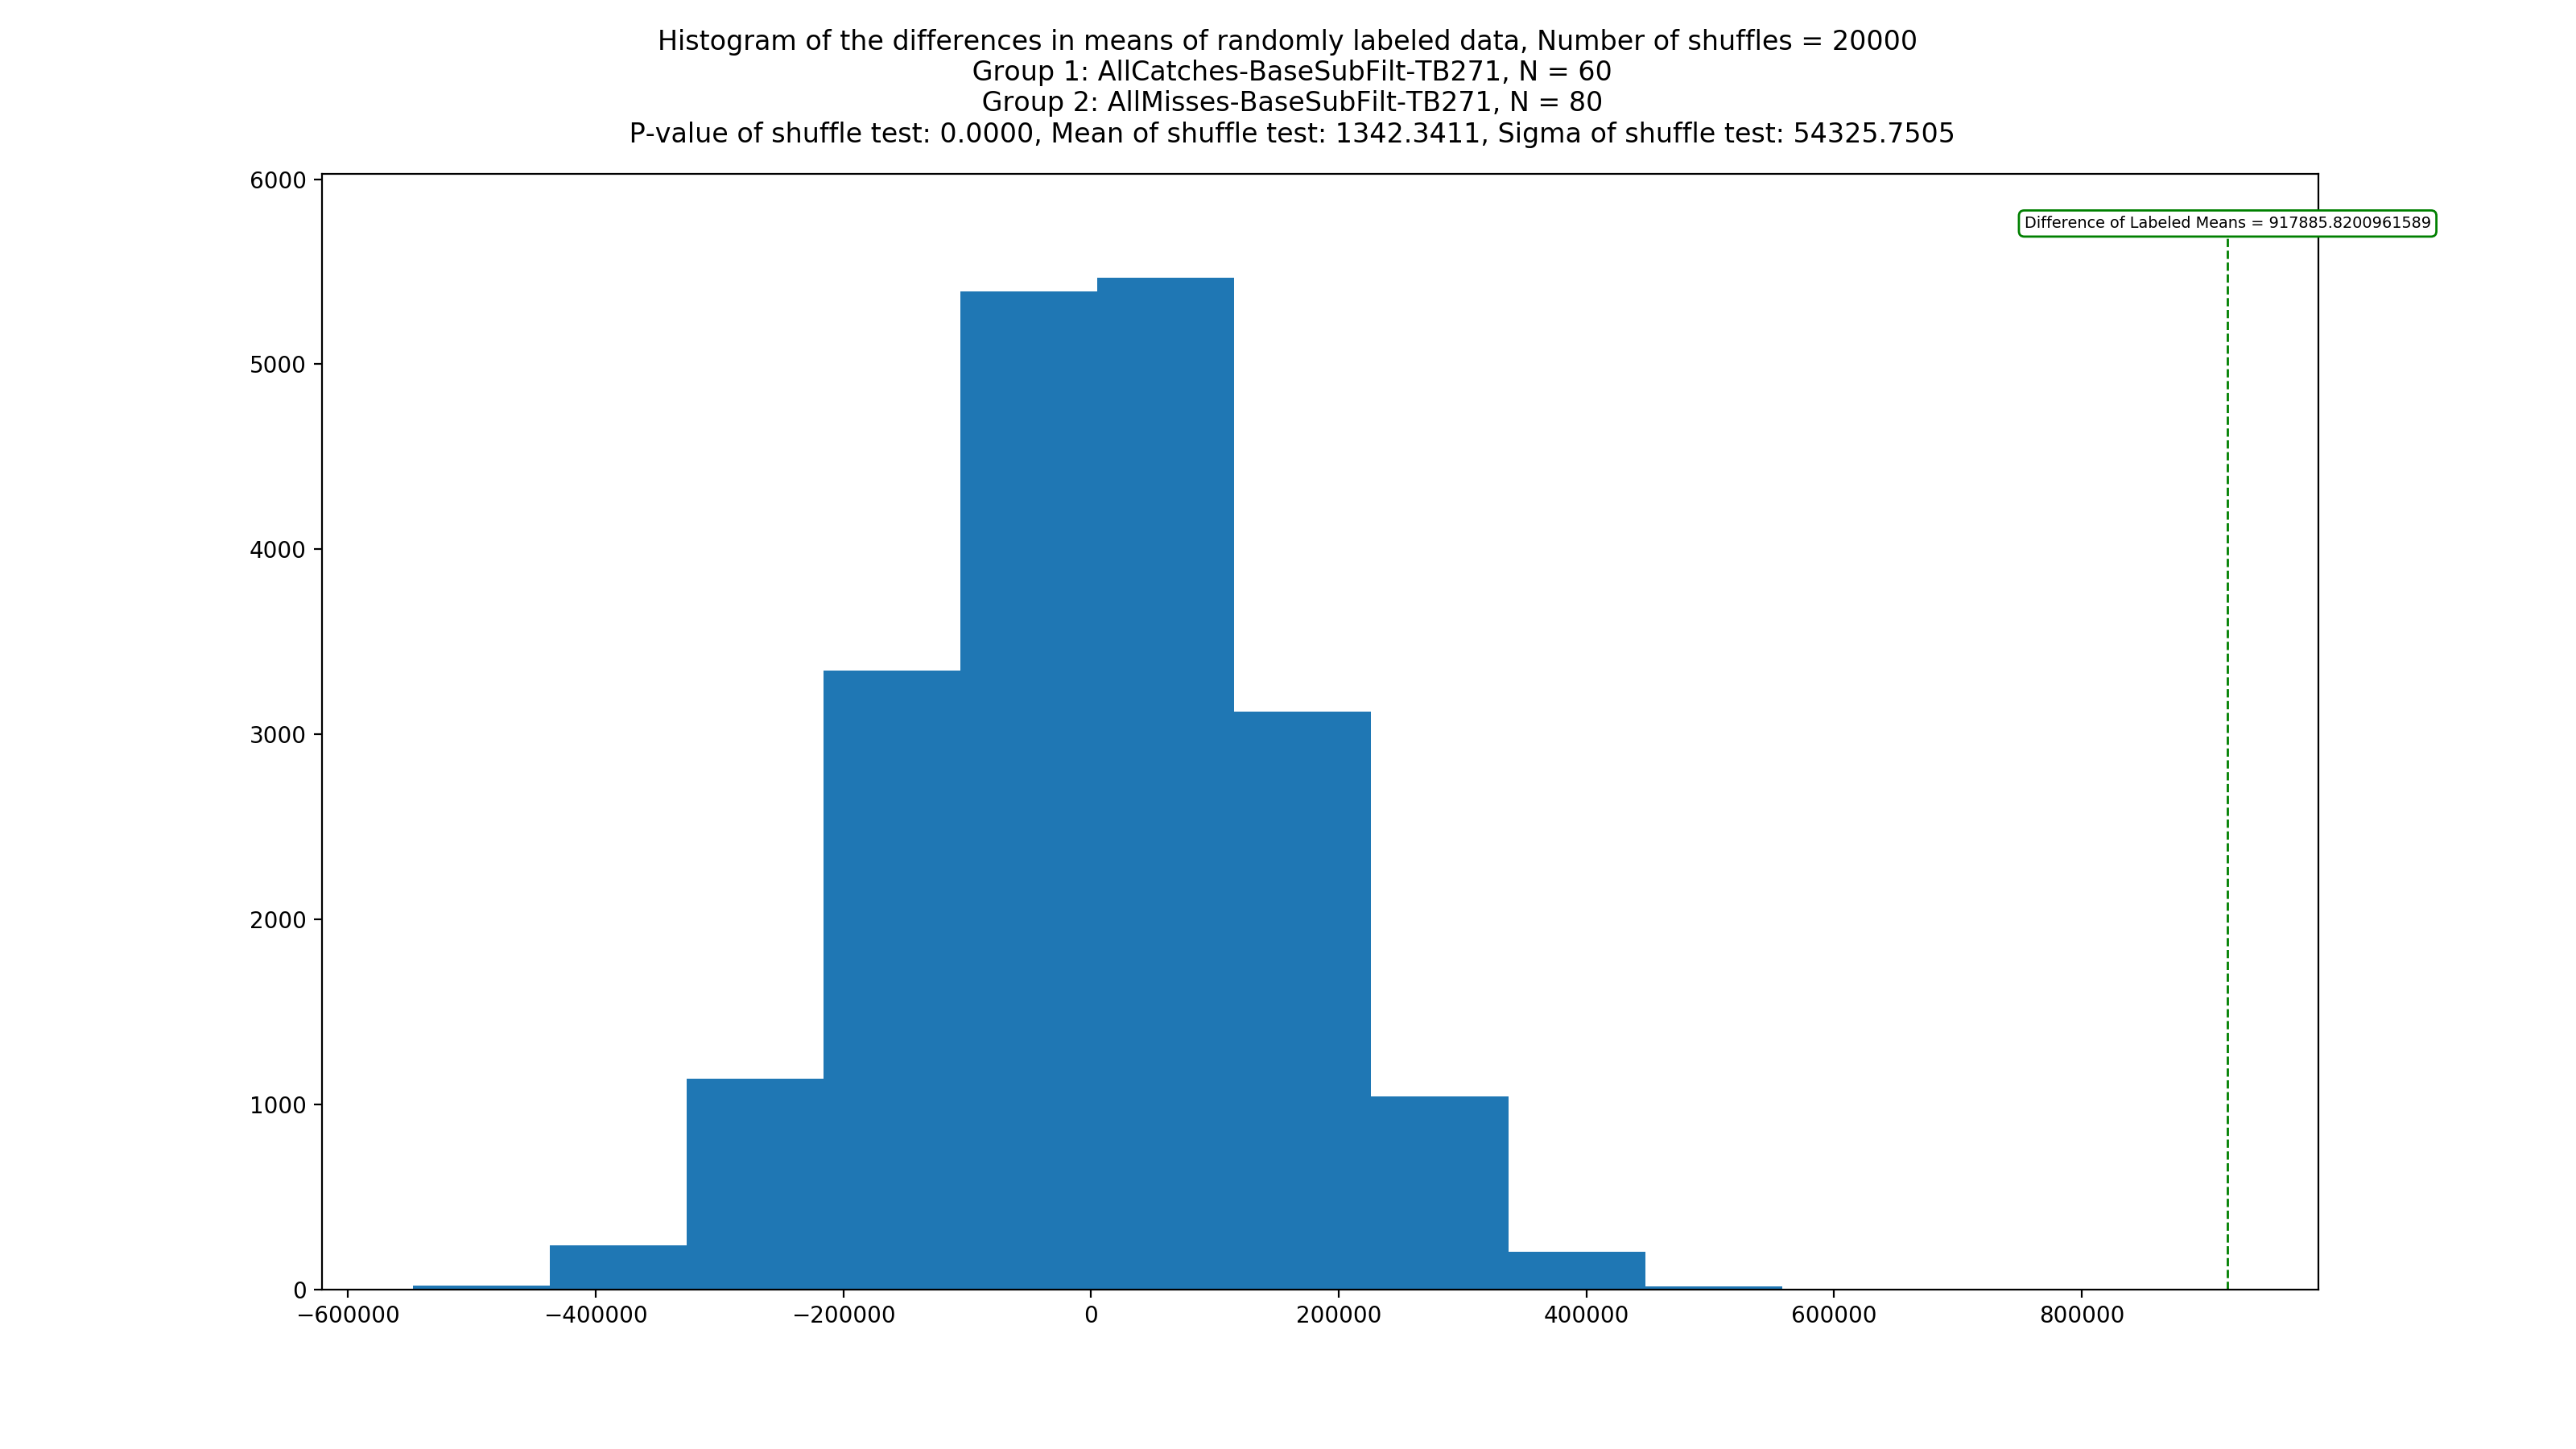 Histogram of the differences in means of randomly labeled data, Number of shuffles = 20000
Group 1: AllCatches-BaseSubFilt-TB271, N = 60
Group 2: AllMisses-BaseSubFilt-TB271, N = 80
P-value of shuffle test: 0.0000, Mean of shuffle test: 1342.3411, Sigma of shuffle test: 54325.7505
6000
Difference of Labeled Means = 917885.8200961589
5000
4000
3000
2000
1000
0
−600000 −400000 −200000 0 200000 400000 600000 800000